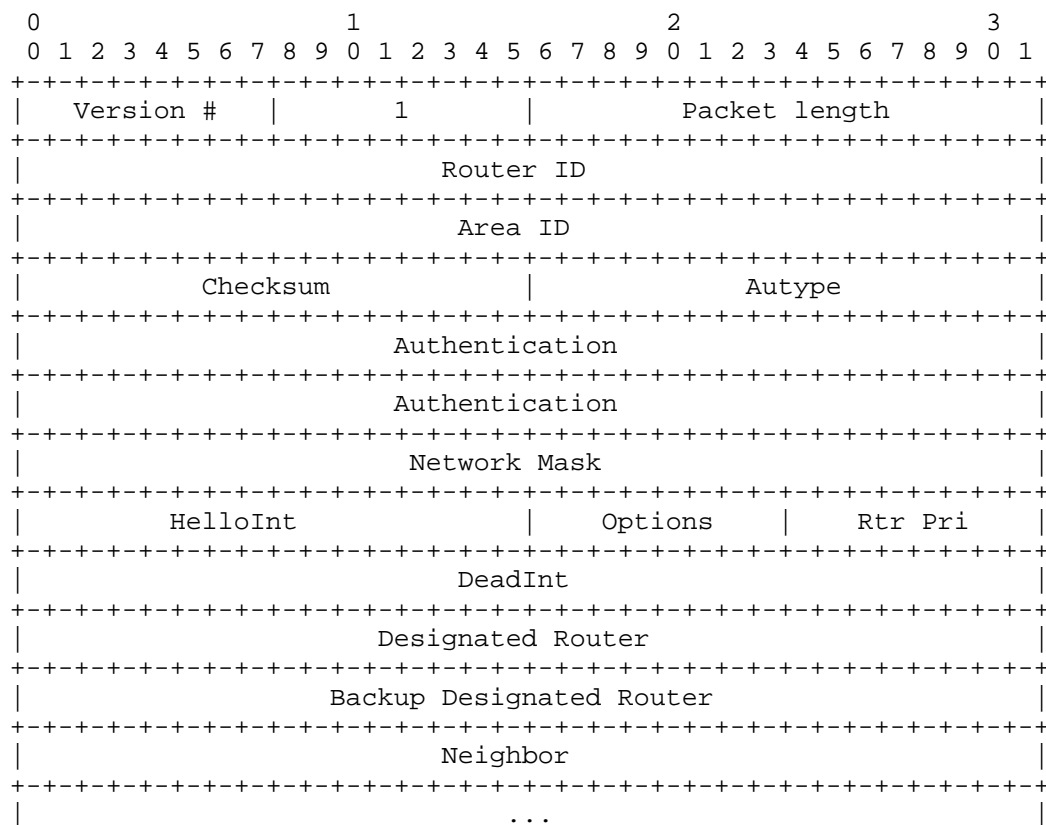 0                   1                   2                   3
 0 1 2 3 4 5 6 7 8 9 0 1 2 3 4 5 6 7 8 9 0 1 2 3 4 5 6 7 8 9 0 1
+-+-+-+-+-+-+-+-+-+-+-+-+-+-+-+-+-+-+-+-+-+-+-+-+-+-+-+-+-+-+-+-+
|   Version #   |       1       |         Packet length         |
+-+-+-+-+-+-+-+-+-+-+-+-+-+-+-+-+-+-+-+-+-+-+-+-+-+-+-+-+-+-+-+-+
|                          Router ID                            |
+-+-+-+-+-+-+-+-+-+-+-+-+-+-+-+-+-+-+-+-+-+-+-+-+-+-+-+-+-+-+-+-+
|                           Area ID                             |
+-+-+-+-+-+-+-+-+-+-+-+-+-+-+-+-+-+-+-+-+-+-+-+-+-+-+-+-+-+-+-+-+
|           Checksum            |             Autype            |
+-+-+-+-+-+-+-+-+-+-+-+-+-+-+-+-+-+-+-+-+-+-+-+-+-+-+-+-+-+-+-+-+
|                       Authentication                          |
+-+-+-+-+-+-+-+-+-+-+-+-+-+-+-+-+-+-+-+-+-+-+-+-+-+-+-+-+-+-+-+-+
|                       Authentication                          |
+-+-+-+-+-+-+-+-+-+-+-+-+-+-+-+-+-+-+-+-+-+-+-+-+-+-+-+-+-+-+-+-+
|                        Network Mask                           |
+-+-+-+-+-+-+-+-+-+-+-+-+-+-+-+-+-+-+-+-+-+-+-+-+-+-+-+-+-+-+-+-+
|         HelloInt              |    Options    |    Rtr Pri    |
+-+-+-+-+-+-+-+-+-+-+-+-+-+-+-+-+-+-+-+-+-+-+-+-+-+-+-+-+-+-+-+-+
|                           DeadInt                             |
+-+-+-+-+-+-+-+-+-+-+-+-+-+-+-+-+-+-+-+-+-+-+-+-+-+-+-+-+-+-+-+-+
|                      Designated Router                        |
+-+-+-+-+-+-+-+-+-+-+-+-+-+-+-+-+-+-+-+-+-+-+-+-+-+-+-+-+-+-+-+-+
|                   Backup Designated Router                    |
+-+-+-+-+-+-+-+-+-+-+-+-+-+-+-+-+-+-+-+-+-+-+-+-+-+-+-+-+-+-+-+-+
|                          Neighbor                             |
+-+-+-+-+-+-+-+-+-+-+-+-+-+-+-+-+-+-+-+-+-+-+-+-+-+-+-+-+-+-+-+-+
|                              ...                              |